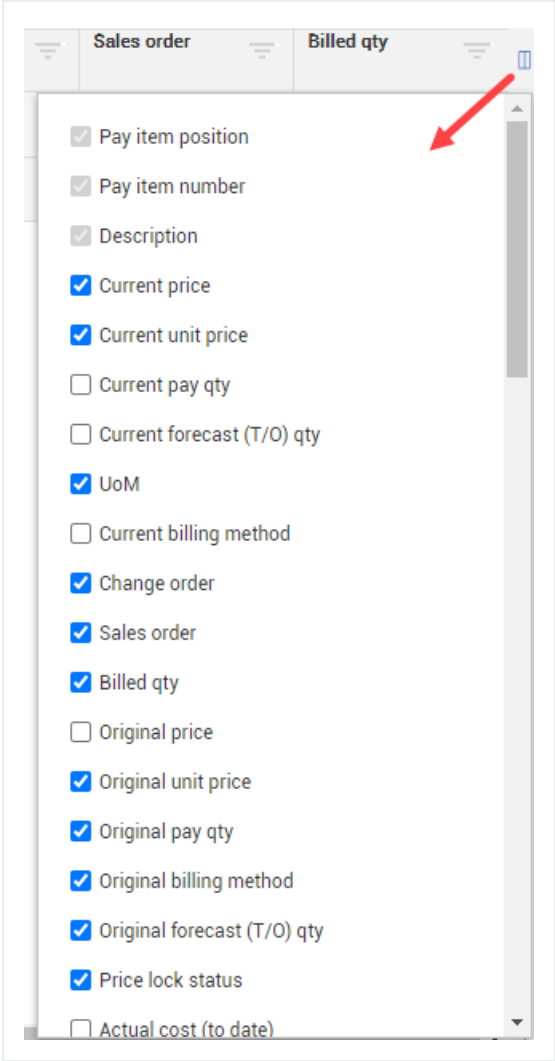 Sales order
Billed qty
Pay item position
Pay item number
Description
Current price
Current unit price
Current pay qty
Current forecast (T/O) qty
UoM
Current billing method
Change order
Sales order
Billed qty
Original price
Original unit price
Original pay qty
Original billing method
Original forecast (T/O) qty
Price lock status
Actual cost (to date)